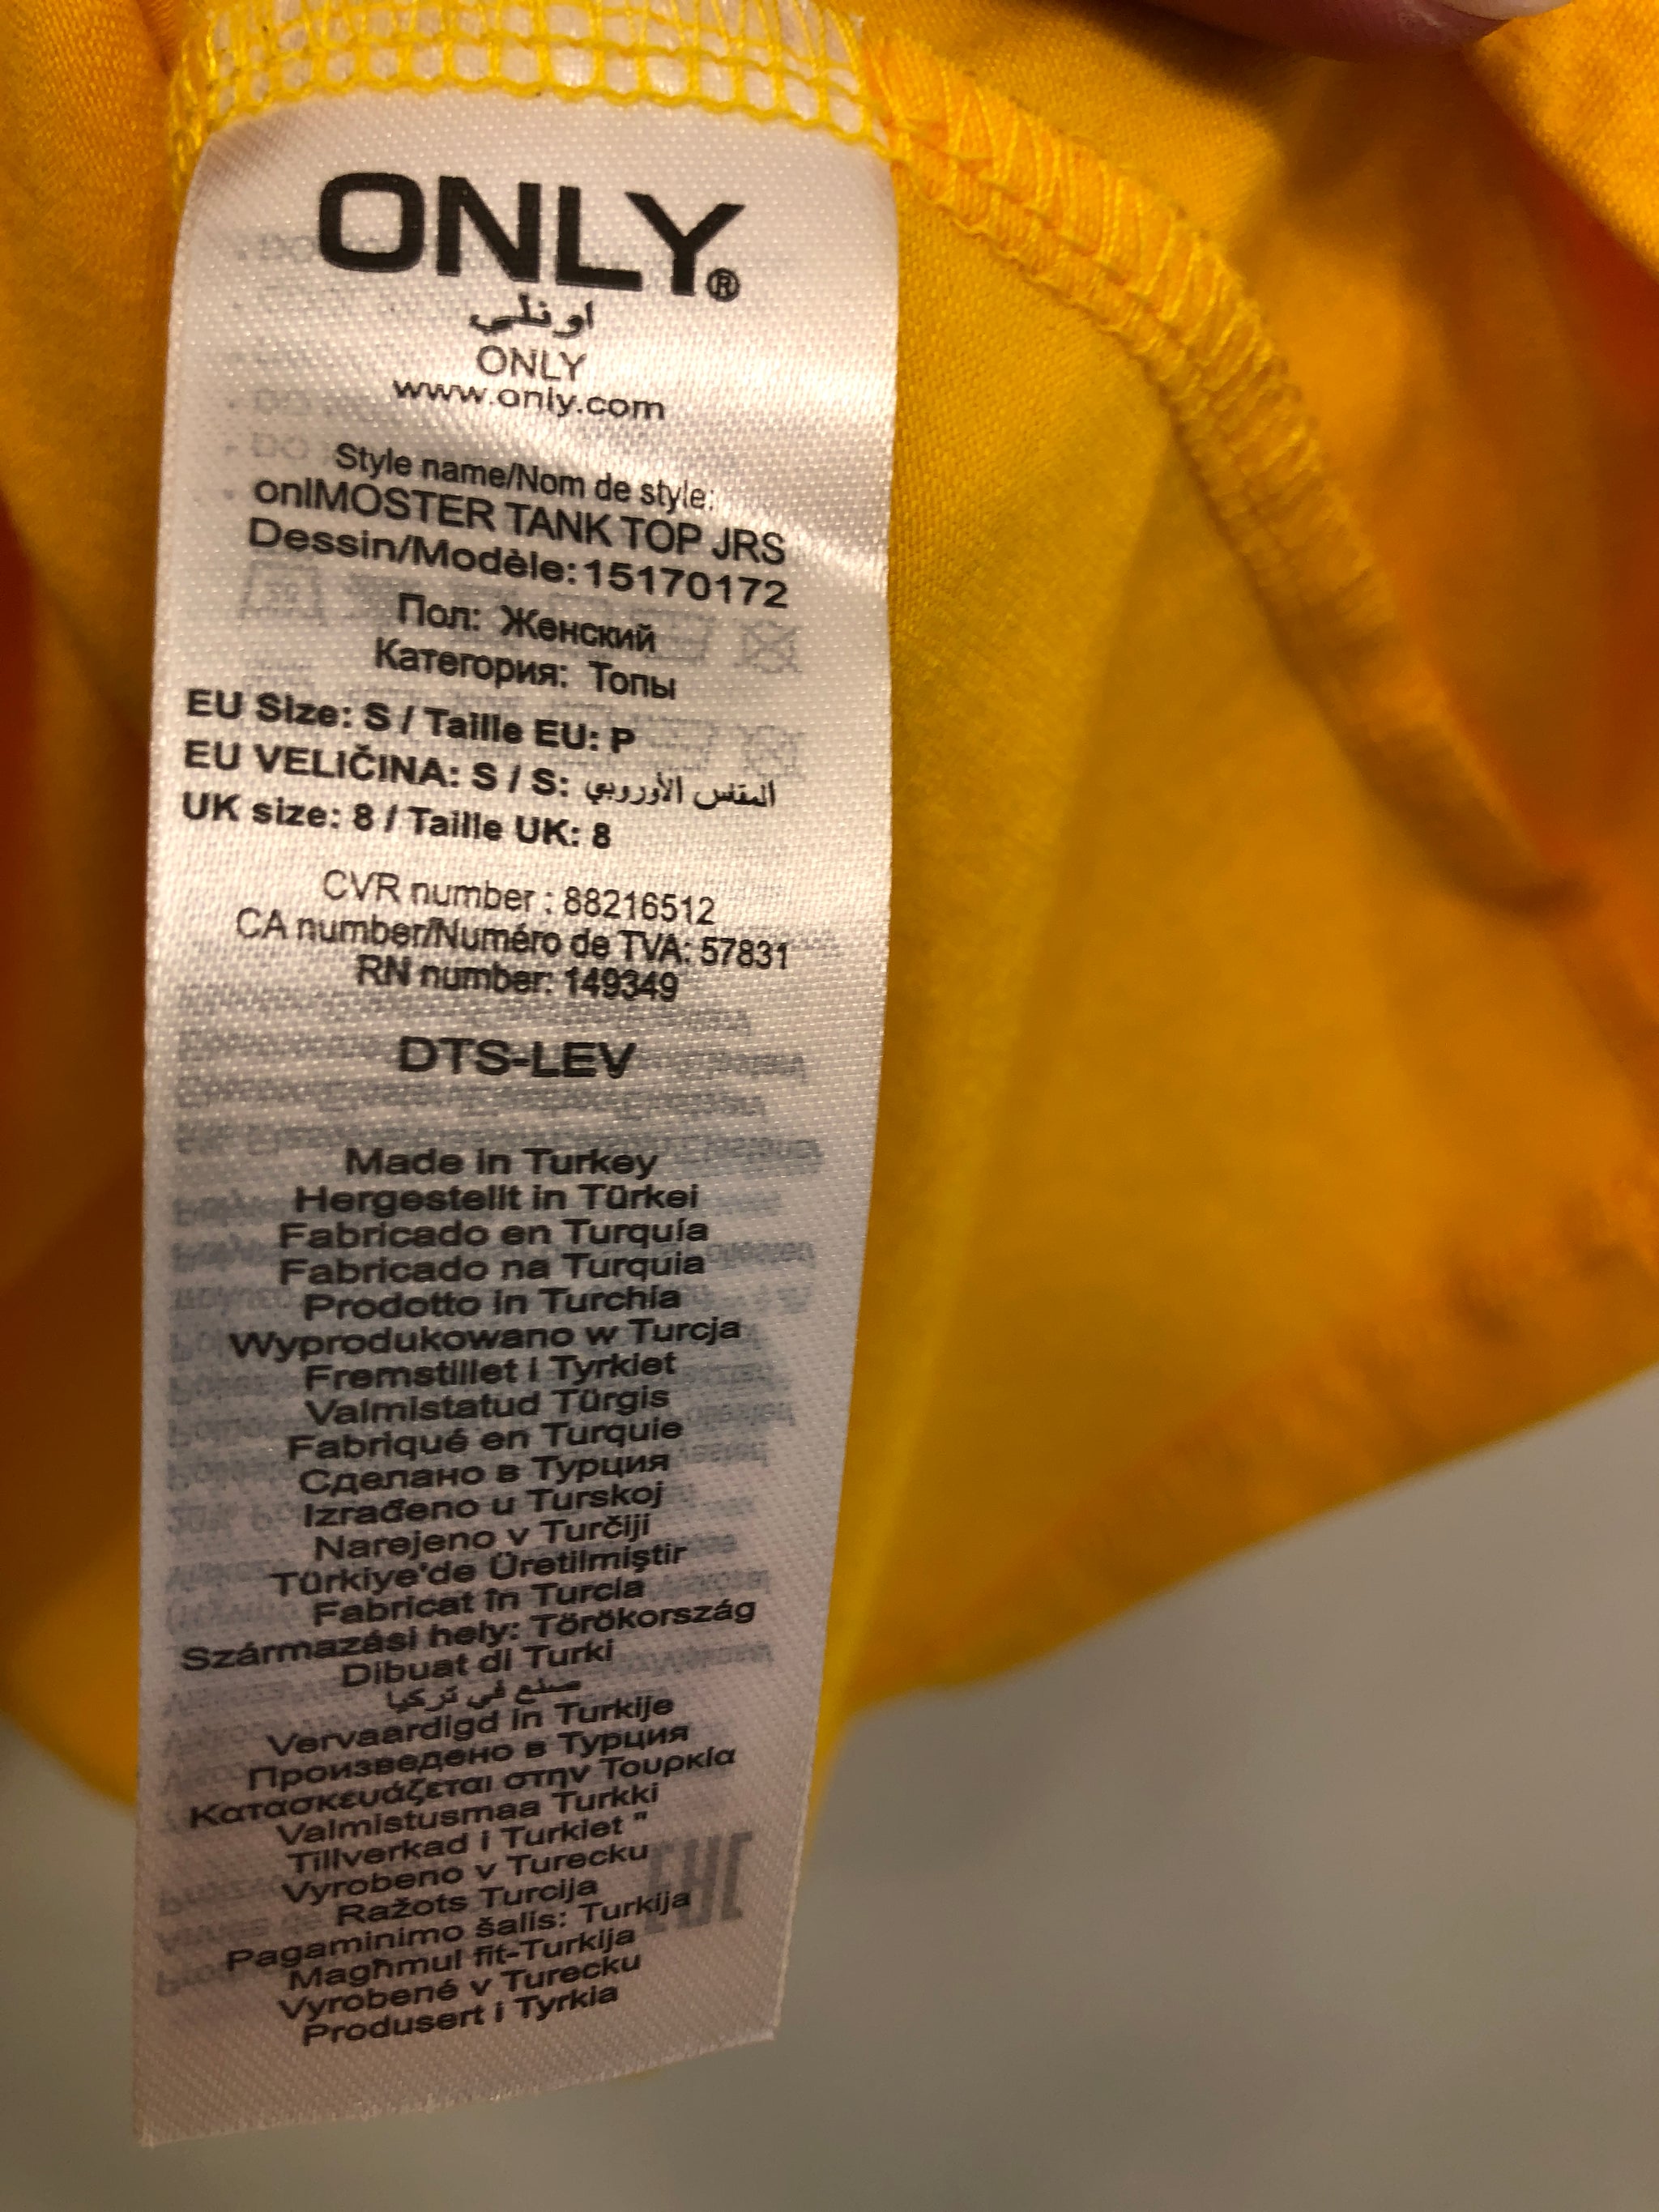 ONLY®
اونلي
ONLY
www.only.com
Style name/Nom de style:
onlMOSTER TANK TOP JRS
Dessin/Modèle:15170172
Пол: Женский
Категория: Топы
EU Size: S / Taille EU: P
EU VELIČINA: S / S: المقاس الأوروبي
UK size: 8 / Taille UK: 8
CVR number : 88216512
CA number/Numéro de TVA: 57831
RN number: 149349
DTS-LEV
Made in Turkey
Hergestellt in Türkei
Fabricado en Turquía
Fabricado na Turquia
Prodotto in Turchia
Wyprodukowano w Turcja
Fremstillet i Tyrkiet
Valmistatud Türgis
Fabriqué en Turquie
Сделано в Турция
Izrađeno u Turskoj
Narejeno v Turčiji
Türkiye'de Üretilmiştir
Fabricat în Turcia
Származási hely: Törökország
Dibuat di Turki
صنع في تركيا
Vervaardigd in Turkije
Произведено в Турция
Κατασκευάζεται στην Τουρκία
Valmistusmaa Turkki
Tillverkad i Turkiet "
Vyrobeno v Turecku
Ražots Turcija
Pagaminimo šalis: Turkija
Magħmul fit-Turkija
Vyrobené v Turecku
Produsert i Tyrkia